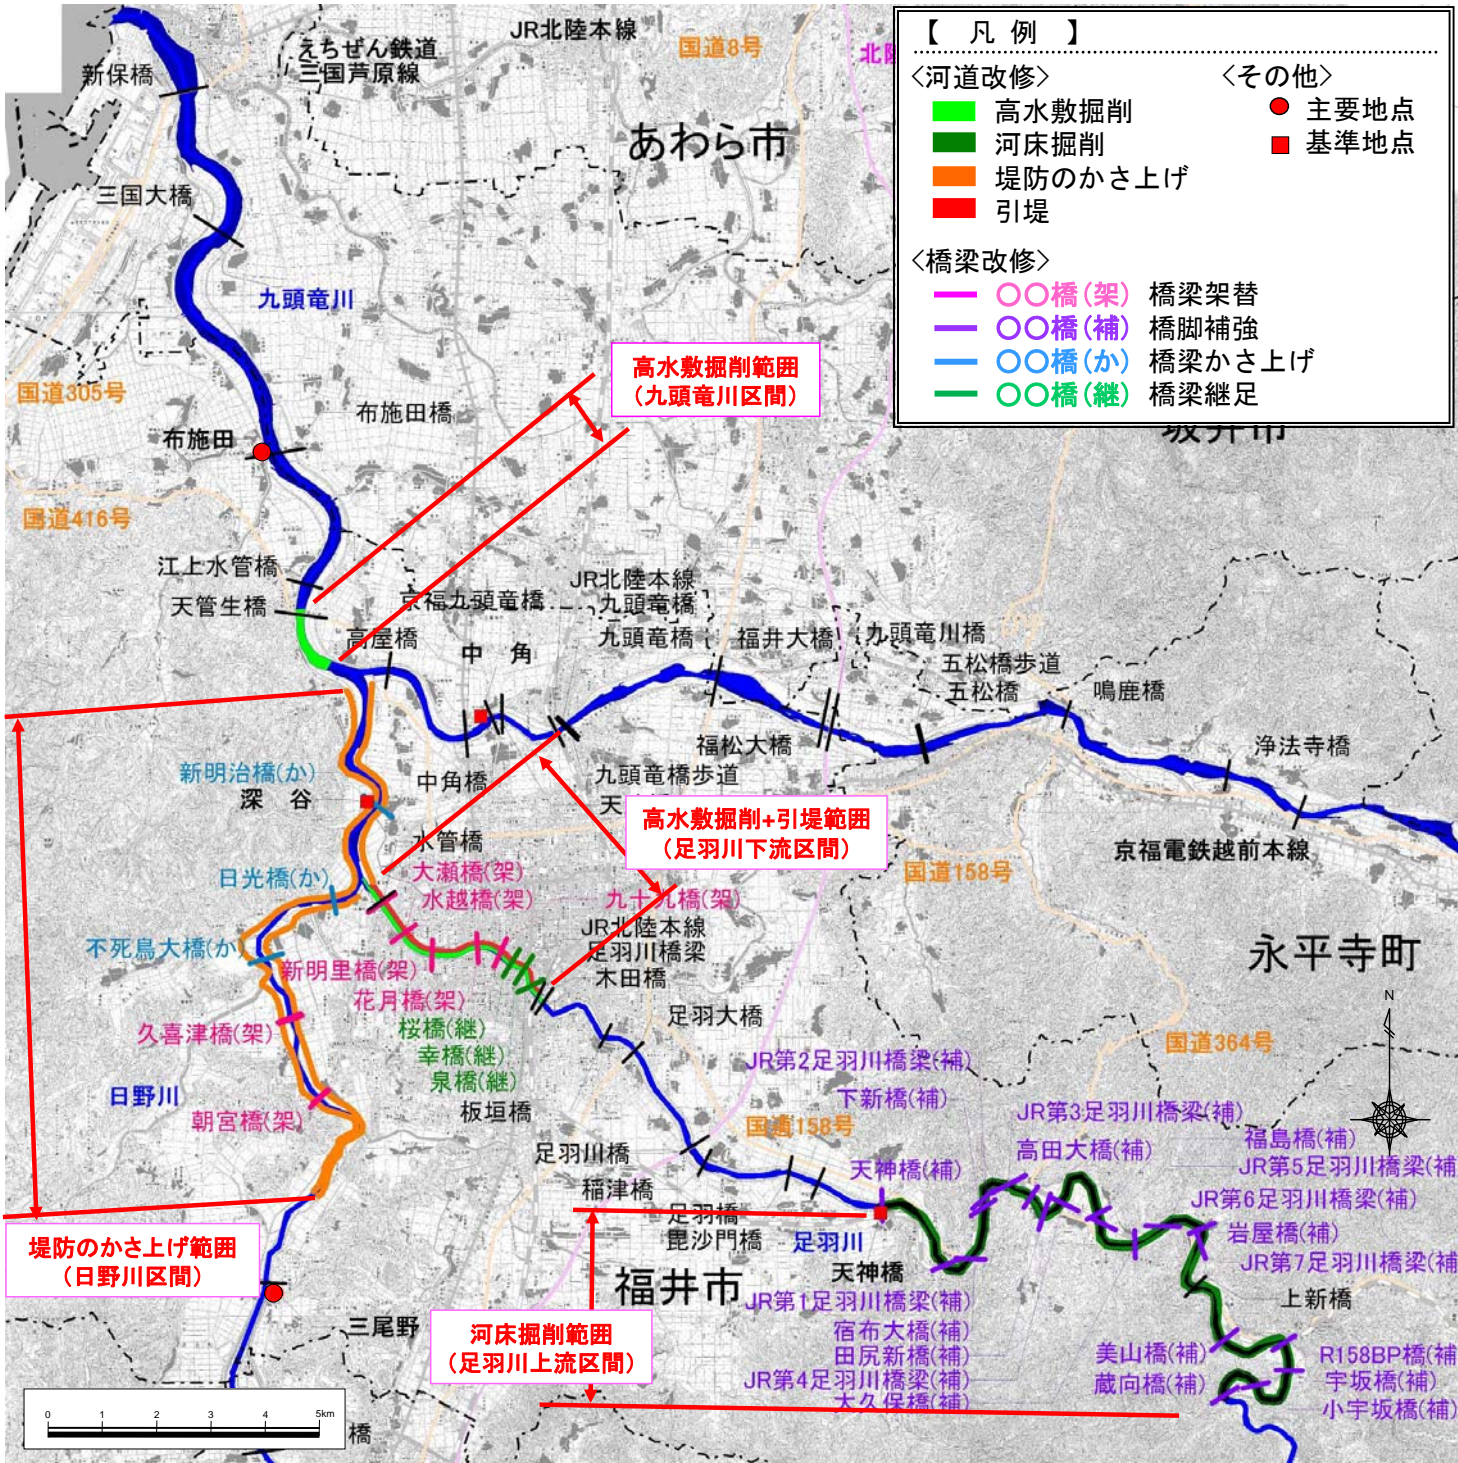 【 凡 例 】
<河道改修>
高水敷掘削
河床掘削
堤防のかさ上げ
引堤
<その他>
主要地点
基準地点
<橋梁改修>
〇〇橋(架) 橋梁架替
〇〇橋(補) 橋脚補強
〇〇橋(か) 橋梁かさ上げ
〇〇橋(継) 橋梁継足
えちぜん鉄道
三国芦原線
JR北陸本線
国道8号
北陸
新保橋
あわら市
三国大橋
九頭竜川
高水敷掘削範囲
(九頭竜川区間)
国道305号
布施田橋
布施田
坂井市
国道416号
江上水管橋
天菅生橋
京福九頭竜橋
JR北陸本線
九頭竜橋
高屋橋
中 角
九頭竜橋
福井大橋
九頭竜川橋
五松橋歩道
五松橋
鳴鹿橋
福松大橋
浄法寺橋
新明治橋(か)
深 谷
中角橋
九頭竜橋歩道
天
高水敷掘削+引堤範囲
(足羽川下流区間)
水管橋
京福電鉄越前本線
大瀬橋(架)
水越橋(架)
九十九橋(架)
国道158号
日光橋(か)
JR北陸本線
足羽川橋梁
木田橋
不死鳥大橋(か)
新明里橋(架)
花月橋(架)
永平寺町
N
久喜津橋(架)
桜橋(継)
幸橋(継)
泉橋(継)
足羽大橋
国道364号
JR第2足羽川橋梁(補)
日野川
朝宮橋(架)
板垣橋
下新橋(補)
国道158号
JR第3足羽川橋梁(補)
高田大橋(補)
福島橋(補)
JR第5足羽川橋梁(補
足羽川橋
稲津橋
天神橋(補)
JR第6足羽川橋梁(補)
足羽橋
毘沙門橋
足羽川
岩屋橋(補)
JR第7足羽川橋梁(補
堤防のかさ上げ範囲
(日野川区間)
福井市
天神橋
上新橋
JR第1足羽川橋梁(補)
三尾野
河床掘削範囲
(足羽川上流区間)
宿布大橋(補)
田尻新橋(補)
JR第4足羽川橋梁(補)
大久保橋(補)
美山橋(補)
蔵向橋(補)
R158BP橋(補
宇坂橋(補)
小宇坂橋(補)
0 1 2 3 4 5km
橋